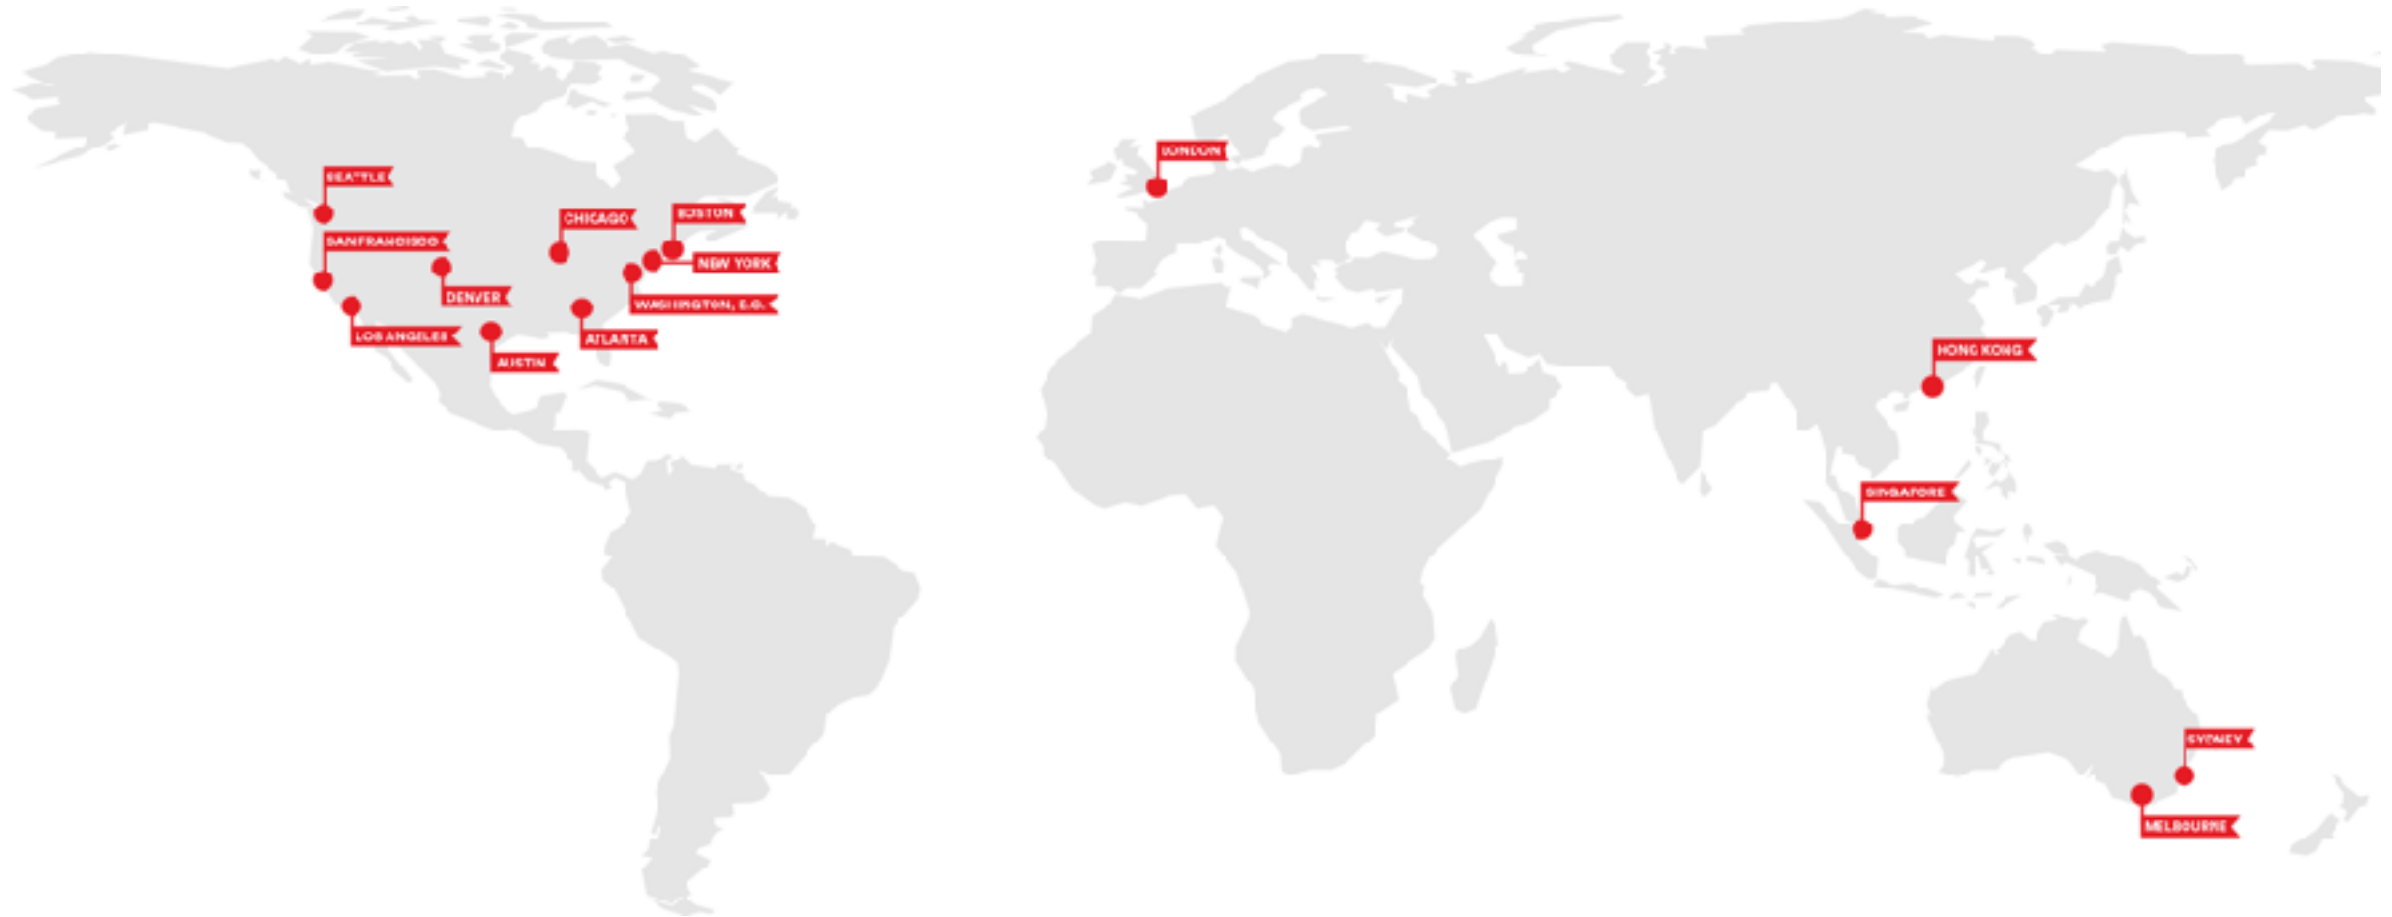 LONDON
SEATTLE
CHICAGO
BOSTON
SAN FRANCISCO
NEW YORK
DENVER
WASHINGTON, D.C.
LOS ANGELES
ATLANTA
AUSTIN
HONG KONG
SINGAPORE
SYDNEY
MELBOURNE